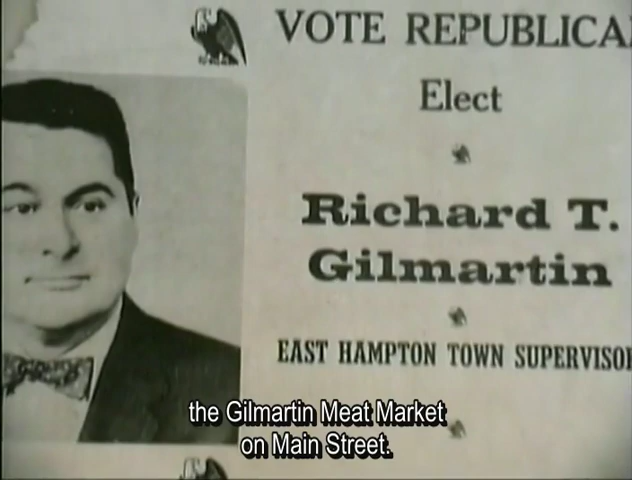 VOTE REPUBLICA
Elect
Richard T.
Gilmartin
EAST HAMPTON TOWN SUPERVISO
the Gilmartin Meat Market
on Main Street.